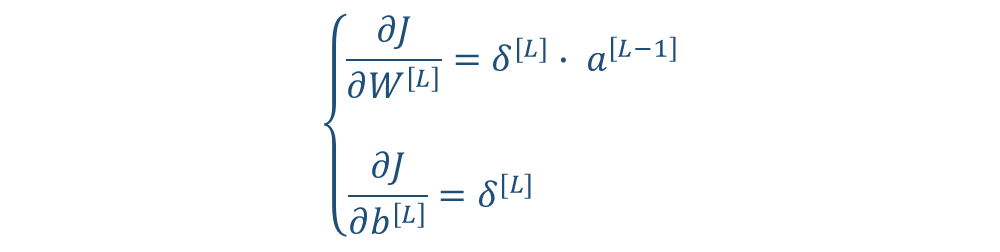 ∂J/∂W^[L] = δ^[L] · a^[L−1]
∂J/∂b^[L] = δ^[L]